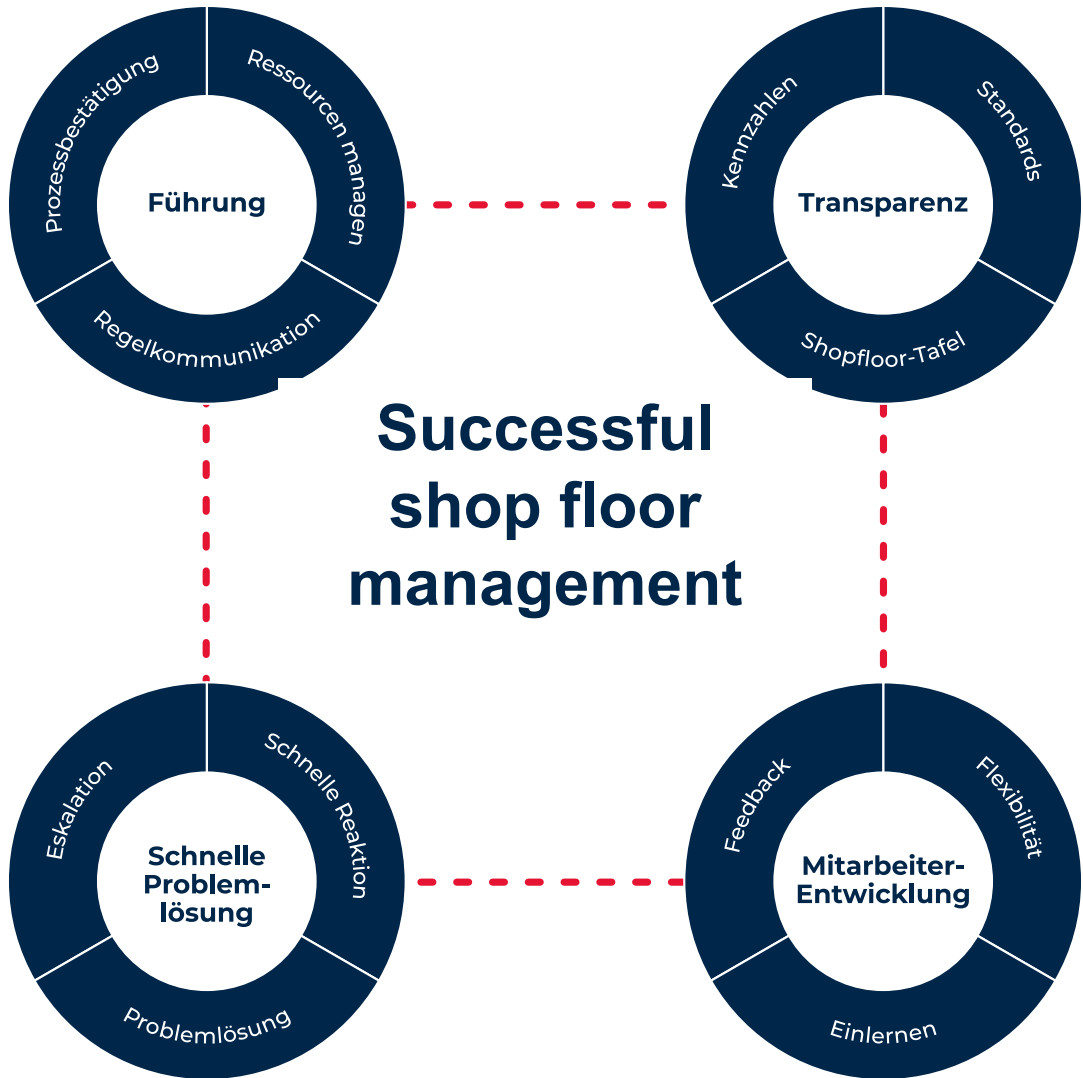 Prozessbestätigung
Ressourcen managen
Regelkommunikation
Führung
Kennzahlen
Standards
Shopfloor-Tafel
Transparenz
Successful
shop floor
management
Eskalation
Schnelle Reaktion
Problemlösung
Schnelle
Problem-
lösung
Feedback
Flexibilität
Einlernen
Mitarbeiter-
Entwicklung